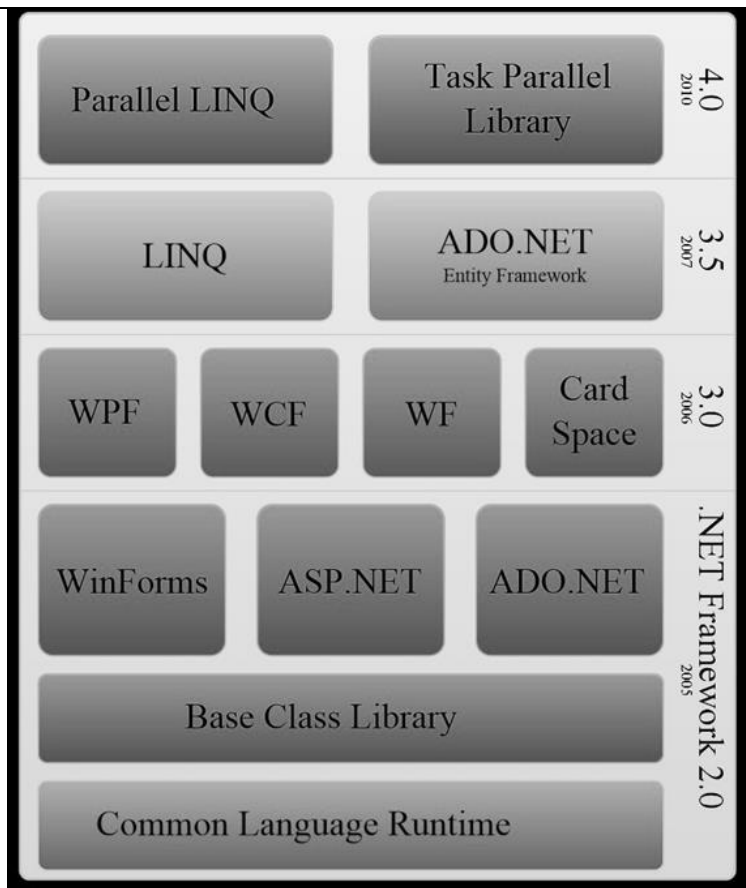 Parallel LINQ
Task Parallel
Library
4.0
2010
LINQ
ADO.NET
Entity Framework
3.5
2007
WPF
WCF
WF
Card
Space
3.0
2006
WinForms
ASP.NET
ADO.NET
Base Class Library
Common Language Runtime
.NET Framework 2.0
2005